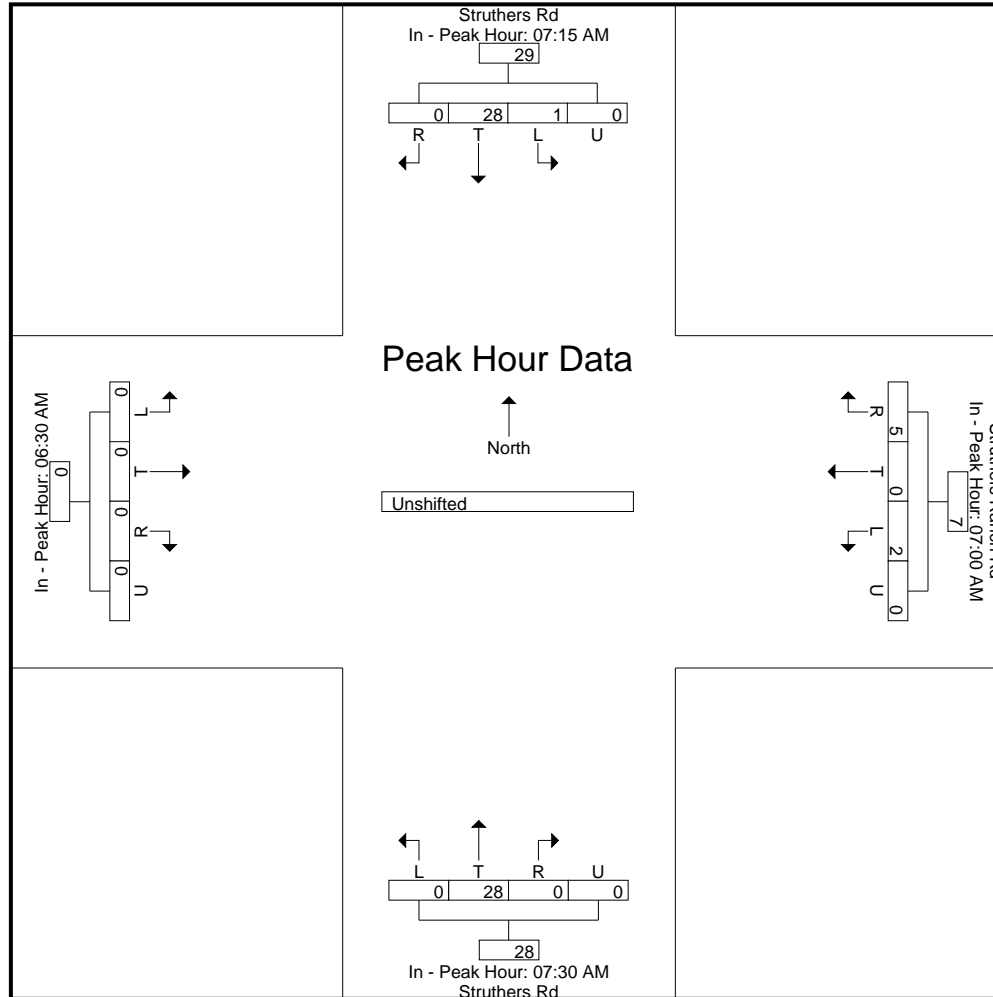 Struthers Rd
In - Peak Hour: 07:15 AM
29
0 28 1 0
R T L U
Peak Hour Data
North
Unshifted
In - Peak Hour: 06:30 AM
0
0 0 0 0
L T R U
Rd
In - Peak Hour: 07:00 AM
7
5 0 2 0
R T L U
L T R U
0 28 0 0
28
In - Peak Hour: 07:30 AM
Struthers Rd